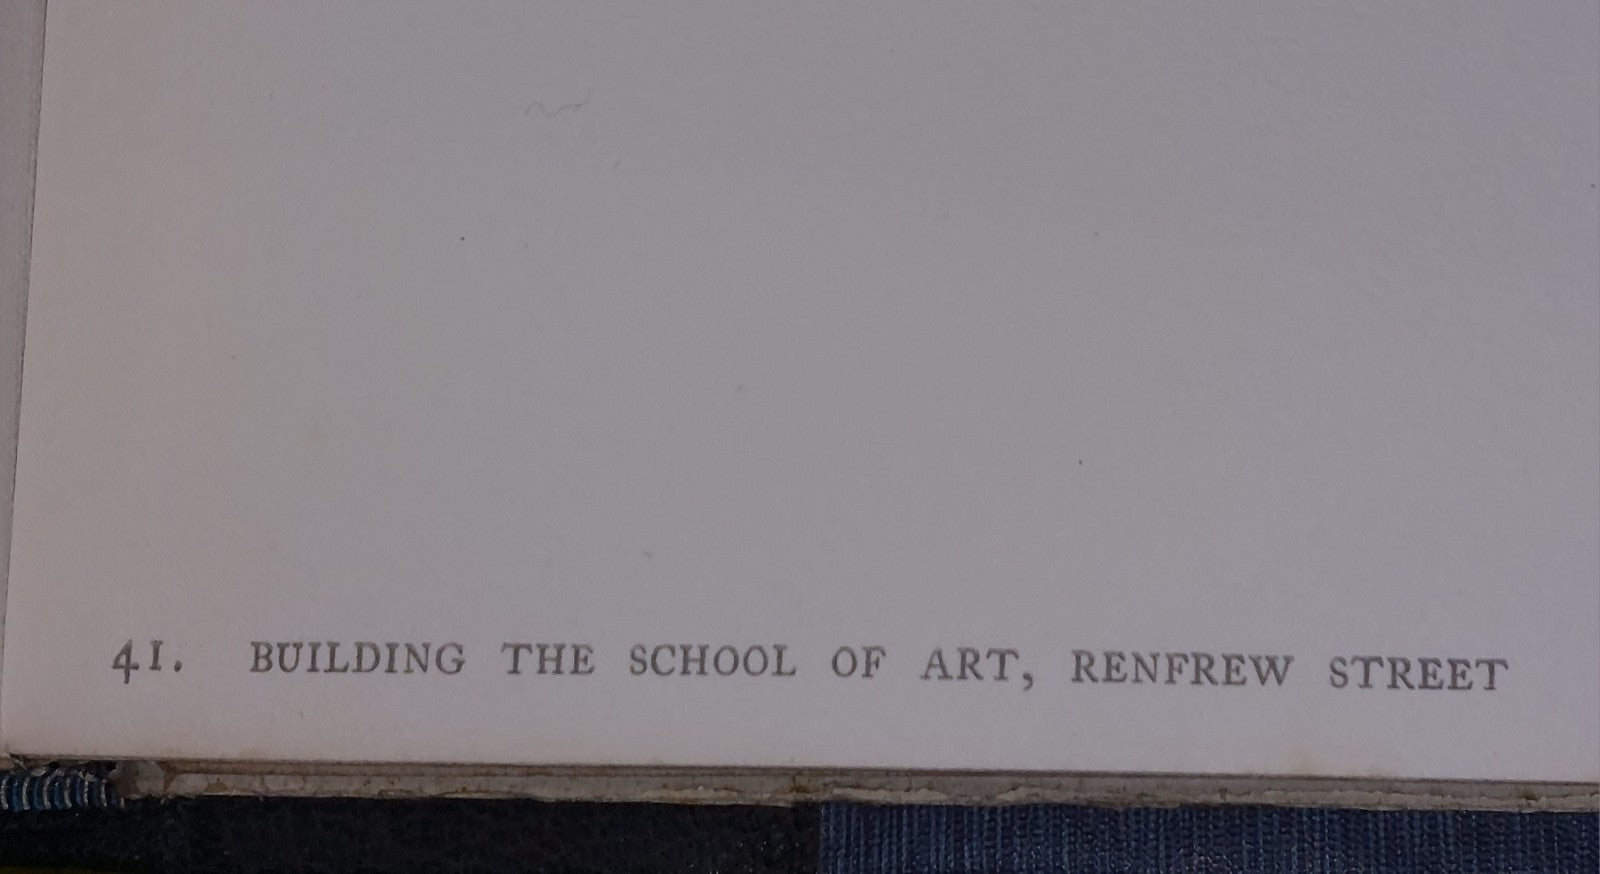 41. BUILDING THE SCHOOL OF ART, RENFREW STREET